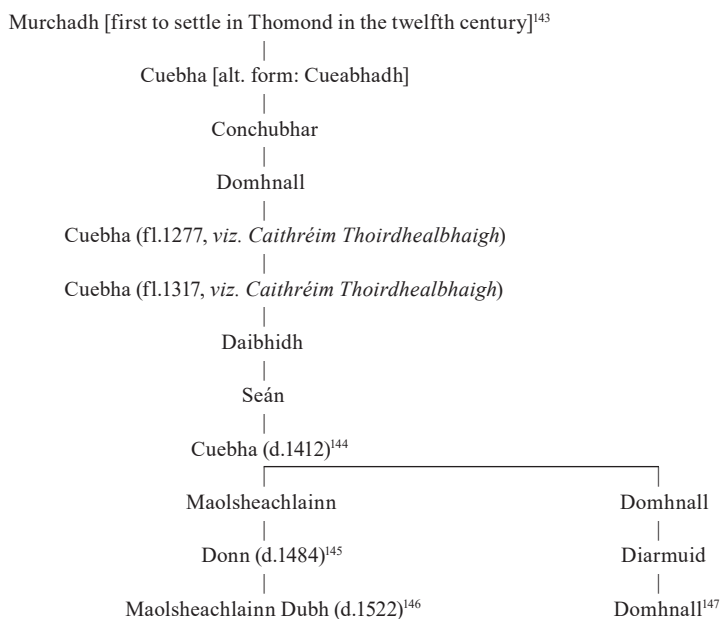 Murchadh [first to settle in Thomond in the twelfth century]¹⁴³
Cuebha [alt. form: Cueabhadh]
Conchubhar
Domhnall
Cuebha (fl.1277, viz. Caithréim Thoirdhealbhaigh)
Cuebha (fl.1317, viz. Caithréim Thoirdhealbhaigh)
Daibhidh
Seán
Cuebha (d.1412)¹⁴⁴
Maolsheachlainn Domhnall
Donn (d.1484)¹⁴⁵ Diarmuid
Maolsheachlainn Dubh (d.1522)¹⁴⁶ Domhnall¹⁴⁷